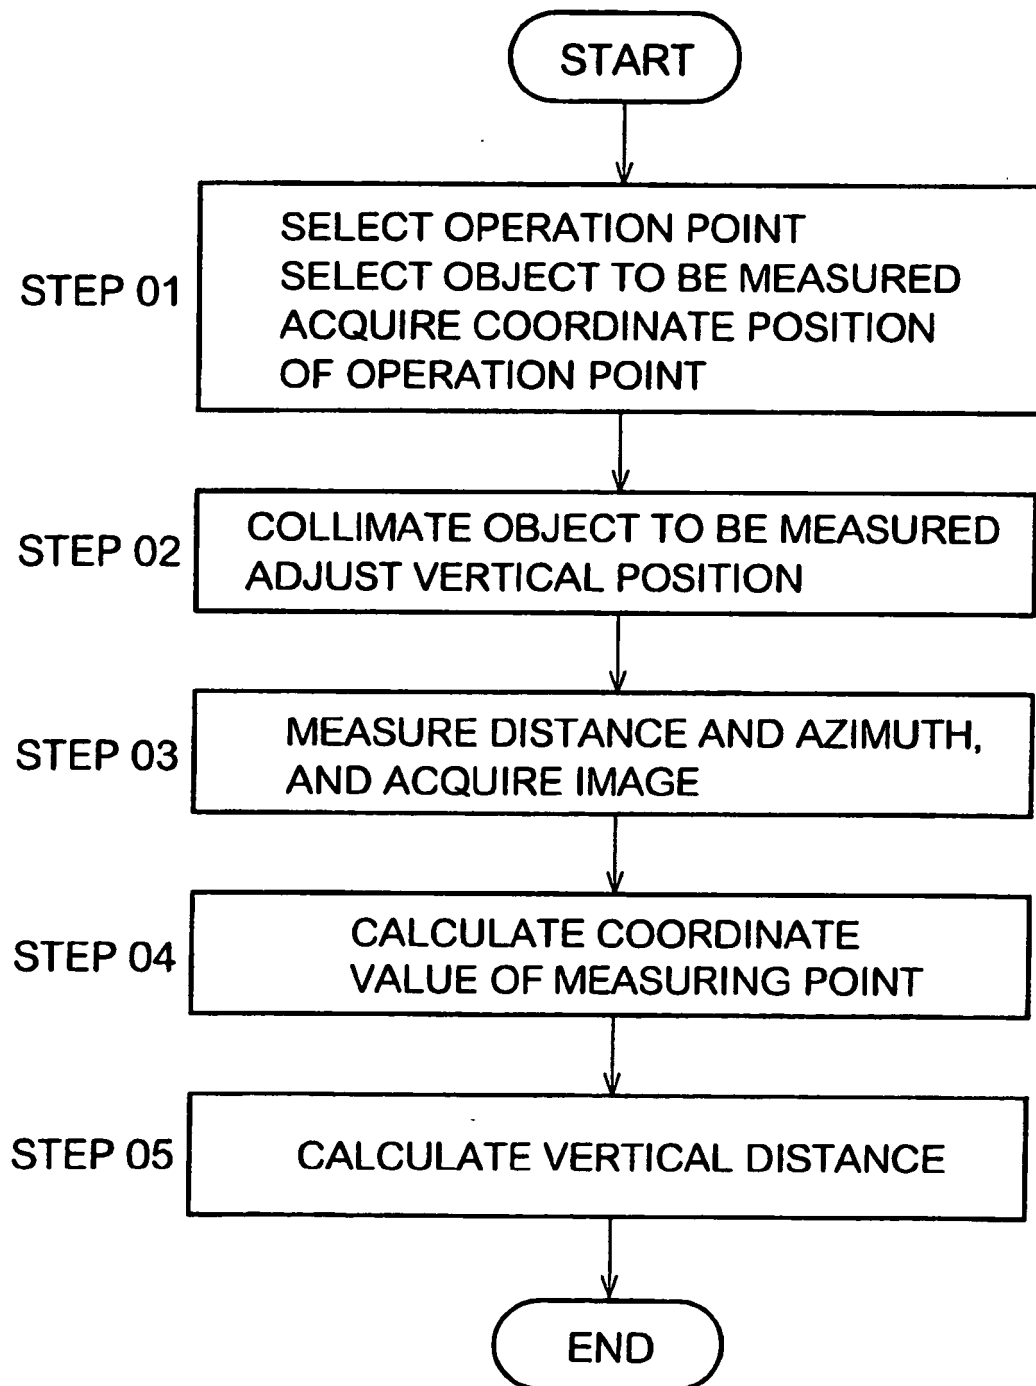 START
STEP 01
SELECT OPERATION POINT
SELECT OBJECT TO BE MEASURED
ACQUIRE COORDINATE POSITION
OF OPERATION POINT
STEP 02
COLLIMATE OBJECT TO BE MEASURED
ADJUST VERTICAL POSITION
STEP 03
MEASURE DISTANCE AND AZIMUTH,
AND ACQUIRE IMAGE
STEP 04
CALCULATE COORDINATE
VALUE OF MEASURING POINT
STEP 05
CALCULATE VERTICAL DISTANCE
END